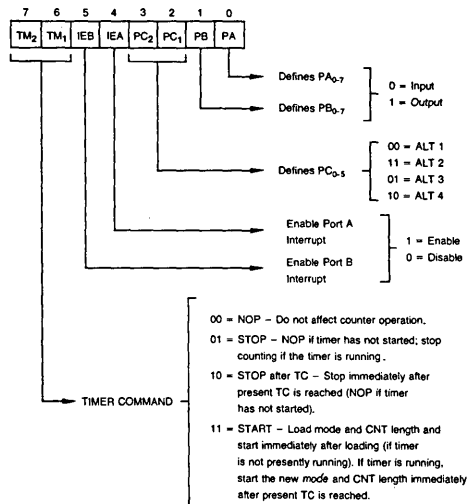 7 6 5 4 3 2 1 0
TM2 TM1 IEB IEA PC2 PC1 PB PA
Defines PA0-7
0 = Input
1 = Output
Defines PB0-7
Defines PC0-5
00 = ALT 1
11 = ALT 2
01 = ALT 3
10 = ALT 4
Enable Port A
Interrupt
1 = Enable
0 = Disable
Enable Port B
Interrupt
TIMER COMMAND
00 = NOP – Do not affect counter operation.
01 = STOP – NOP if timer has not started; stop
counting if the timer is running.
10 = STOP after TC – Stop immediately after
present TC is reached (NOP if timer
has not started).
11 = START – Load mode and CNT length and
start immediately after loading (if timer
is not presently running). If timer is running,
start the new mode and CNT length immediately
after present TC is reached.